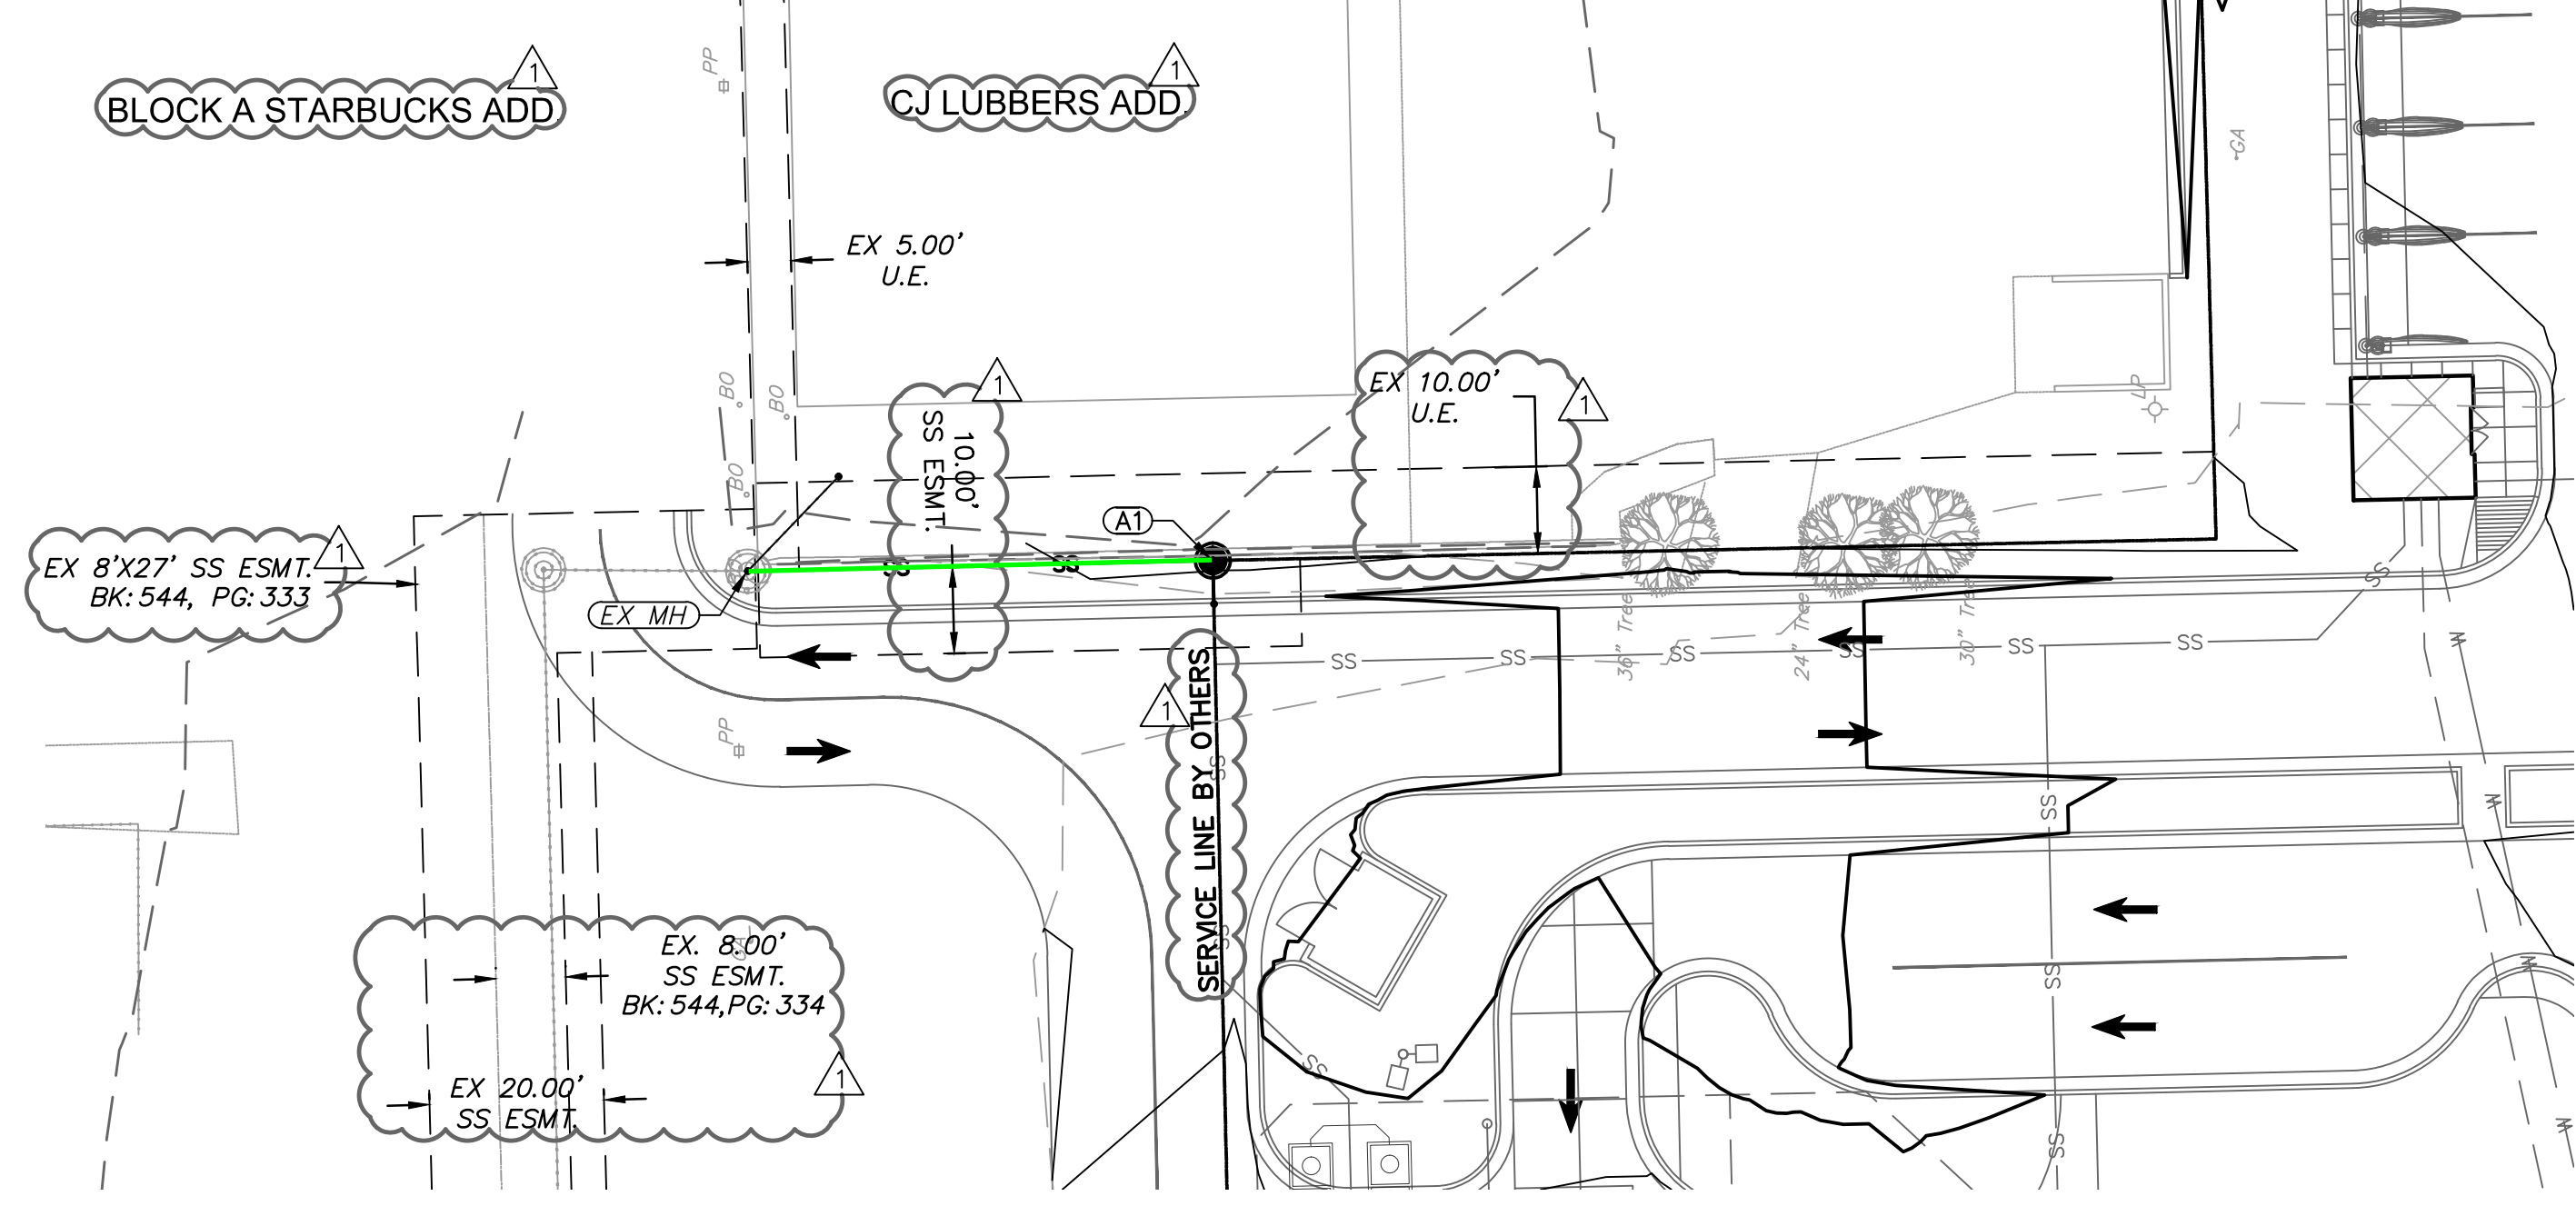 BLOCK A STARBUCKS ADD.
1
CJ LUBBERS ADD.
1
PP
GA
EX 5.00'
U.E.
BO
BO
BO
10.00'
SS ESMT.
1
EX 10.00'
U.E.
1
LP
A1
EX 8'X27' SS ESMT.
BK:544, PG:333
1
EX MH
SS
SS
36" Tree
24" Tree
30" Tree
SS
SS
SS
SS
SS
SS
SS
SERVICE LINE BY OTHERS
1
SS
SS
PP
W
W
W
W
SS
SS
SS
SS
GA
EX. 8.00'
SS ESMT.
BK:544,PG:334
EX 20.00'
SS ESMT.
1